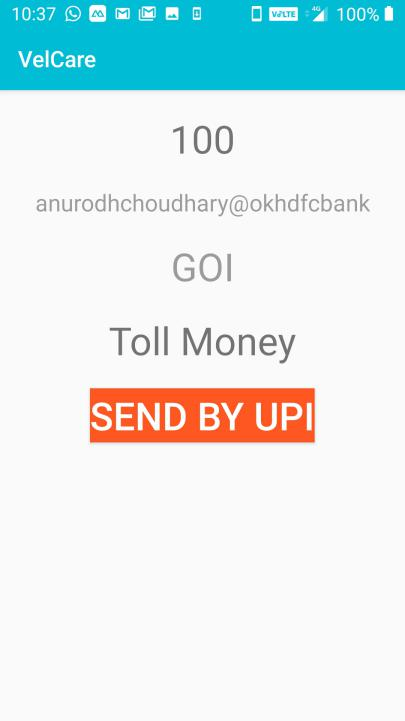 10:37 VoLTE 4G 100%
VelCare
100
anurodhchoudhary@okhdfcbank
GOI
Toll Money
SEND BY UPI